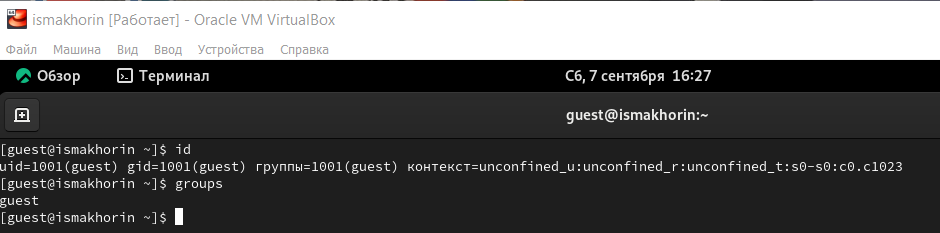 ismakhorin [Работает] - Oracle VM VirtualBox
Файл Машина Вид Ввод Устройства Справка
Обзор Терминал Сб, 7 сентября 16:27
guest@ismakhorin:~
[guest@ismakhorin ~]$ id
uid=1001(guest) gid=1001(guest) группы=1001(guest) контекст=unconfined_u:unconfined_r:unconfined_t:s0-s0:c0.c1023
[guest@ismakhorin ~]$ groups
guest
[guest@ismakhorin ~]$